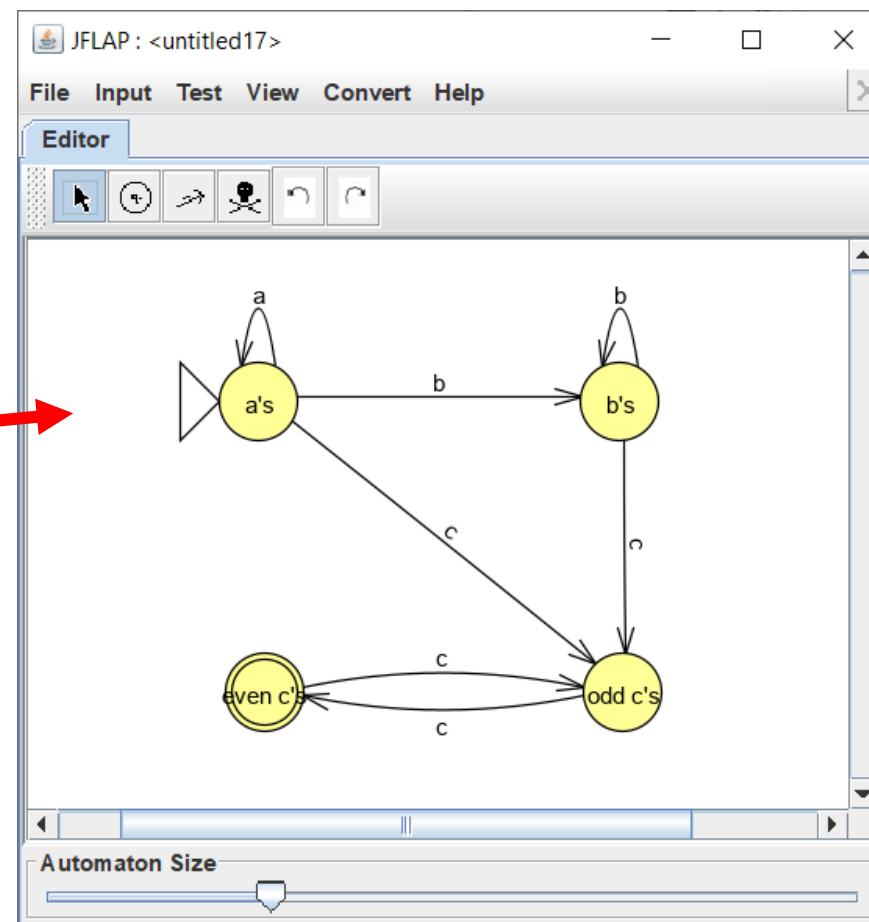 JFLAP : <untitled17>
File Input Test View Convert Help
Editor
q
a
b
a's
b
b's
c
c
even c's
c
odd c's
c
Automaton Size